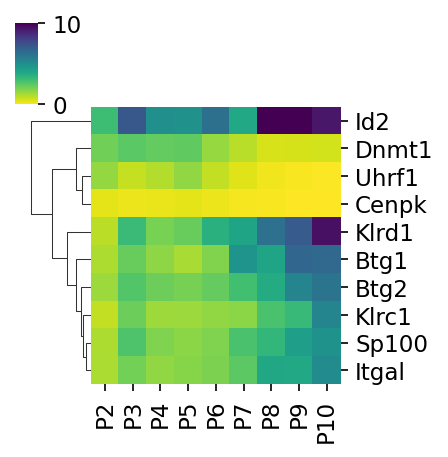 10
0
Id2
Dnmt1
Uhrf1
Cenpk
Klrd1
Btg1
Btg2
Klrc1
Sp100
Itgal
P2 P3 P4 P5 P6 P7 P8 P9 P10